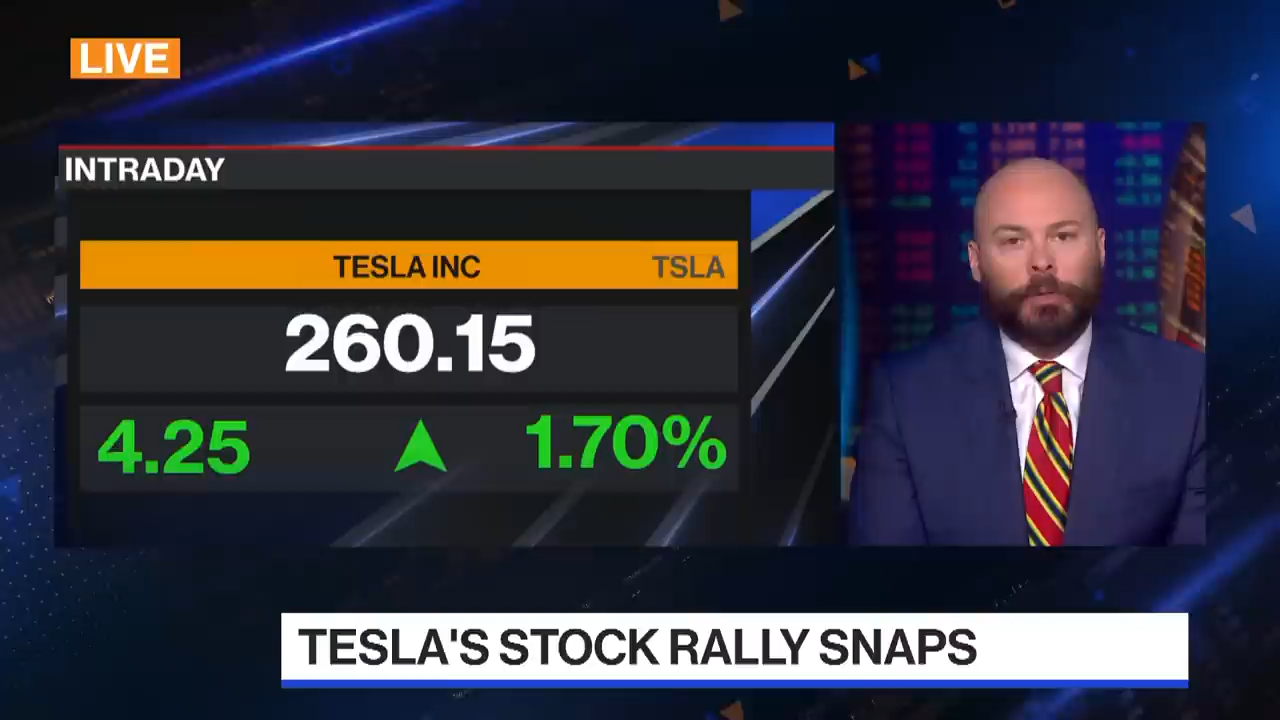 LIVE
INTRADAY
TESLA INC TSLA
260.15
4.25 ▲ 1.70%
TESLA'S STOCK RALLY SNAPS